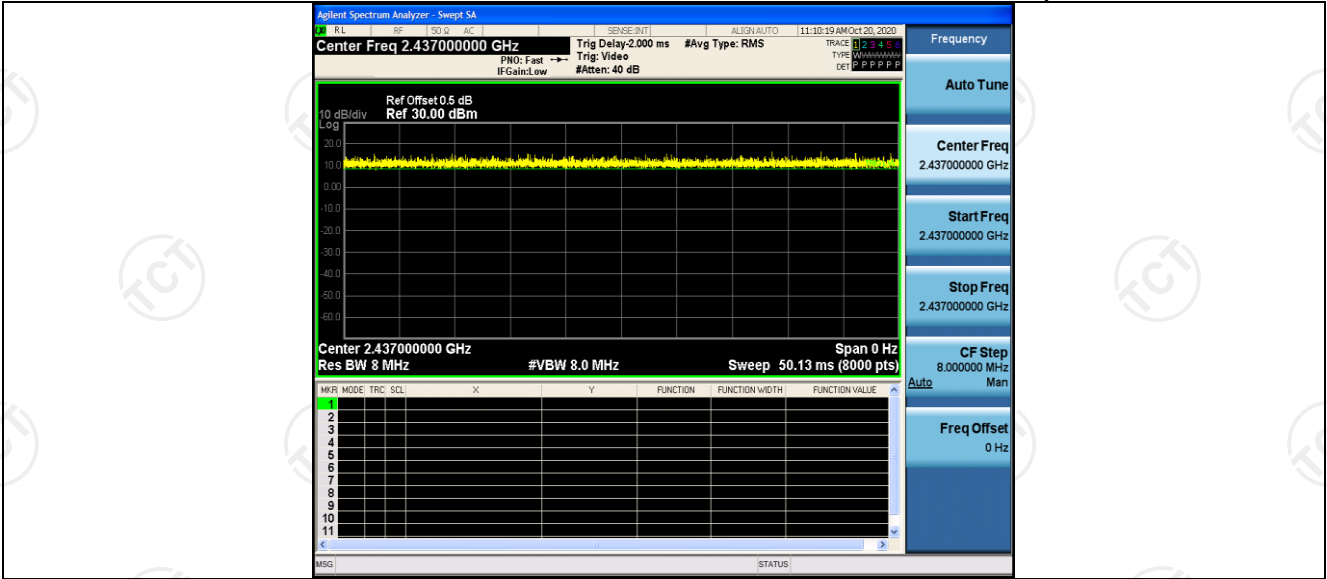 Agilent Spectrum Analyzer - Swept SA
RL RF 50 Ω AC SENSE:INT ALIGN AUTO 11:10:19 AM Oct 20, 2020
Center Freq 2.437000000 GHz
PNO: Fast
IFGain:Low
Trig Delay-2.000 ms
Trig: Video
#Atten: 40 dB
#Avg Type: RMS
TRACE 1 2 3 4 5 6
TYPE
DET P P P P P P
Ref Offset 0.5 dB
10 dB/div Ref 30.00 dBm
Log
20.0
10.0
0.00
-10.0
-20.0
-30.0
-40.0
-50.0
-60.0
Center 2.437000000 GHz Span 0 Hz
Res BW 8 MHz #VBW 8.0 MHz Sweep 50.13 ms (8000 pts)
MKR MODE TRC SCL X Y FUNCTION FUNCTION WIDTH FUNCTION VALUE
1
2
3
4
5
6
7
8
9
10
11
MSG STATUS
Frequency
Auto Tune
Center Freq
2.437000000 GHz
Start Freq
2.437000000 GHz
Stop Freq
2.437000000 GHz
CF Step
8.000000 MHz
Auto Man
Freq Offset
0 Hz
TCT
TCT